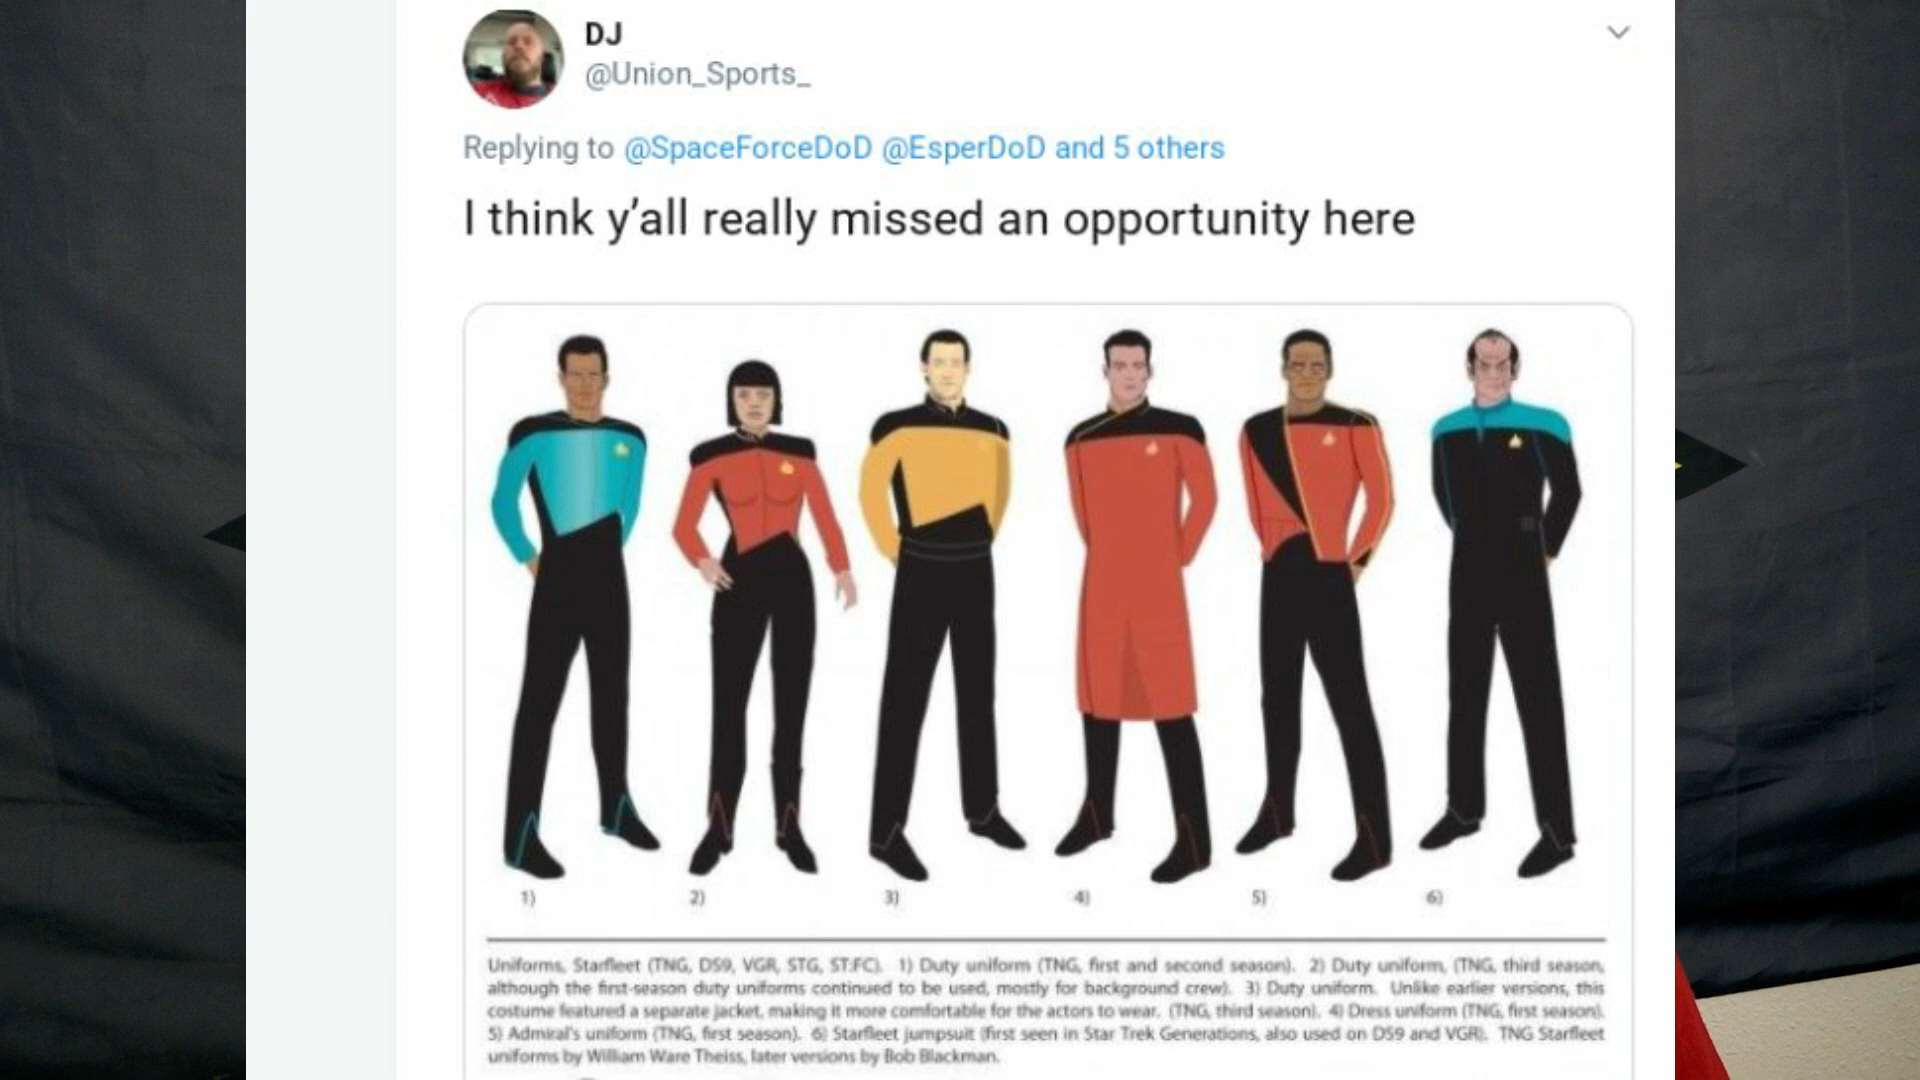 DJ
@Union_Sports_
Replying to @SpaceForceDoD @EsperDoD and 5 others
I think y'all really missed an opportunity here
1) 2) 3) 4) 5) 6)
Uniforms, Starfleet (TNG, DS9, VGR, STG, ST:FC). 1) Duty uniform (TNG, first and second season). 2) Duty uniform, (TNG, third season,
although the first-season duty uniforms continued to be used, mostly for background crew). 3) Duty uniform. Unlike earlier versions, this
costume featured a separate jacket, making it more comfortable for the actors to wear. (TNG, third season). 4) Dress uniform (TNG, first season).
5) Admiral's uniform (TNG, first season). 6) Starfleet jumpsuit (first seen in Star Trek Generations, also used on DS9 and VGR). TNG Starfleet
uniforms by William Ware Theiss, later versions by Bob Blackman.